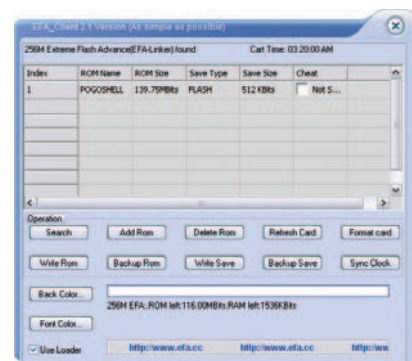 EFA_Client 2.1 Version (As simple as possible)
256M Extreme Flash Advance(EFA-Linker) found Cart Time: 03:20:00 AM
Index ROM Name ROM Size Save Type Save Size Cheat
1 POGOSHELL 139.75MBits FLASH 512 KBits Not S...
Operation
Search Add Rom Delete Rom Refresh Card Format card
Write Rom Backup Rom Write Save Backup Save Sync Clock
Back Color...
256M EFA::ROM left:116.00MBits:RAM left:1536KBits
Font Color...
Use Loader http://www.efa.cc http://www.efa.cc http://ww